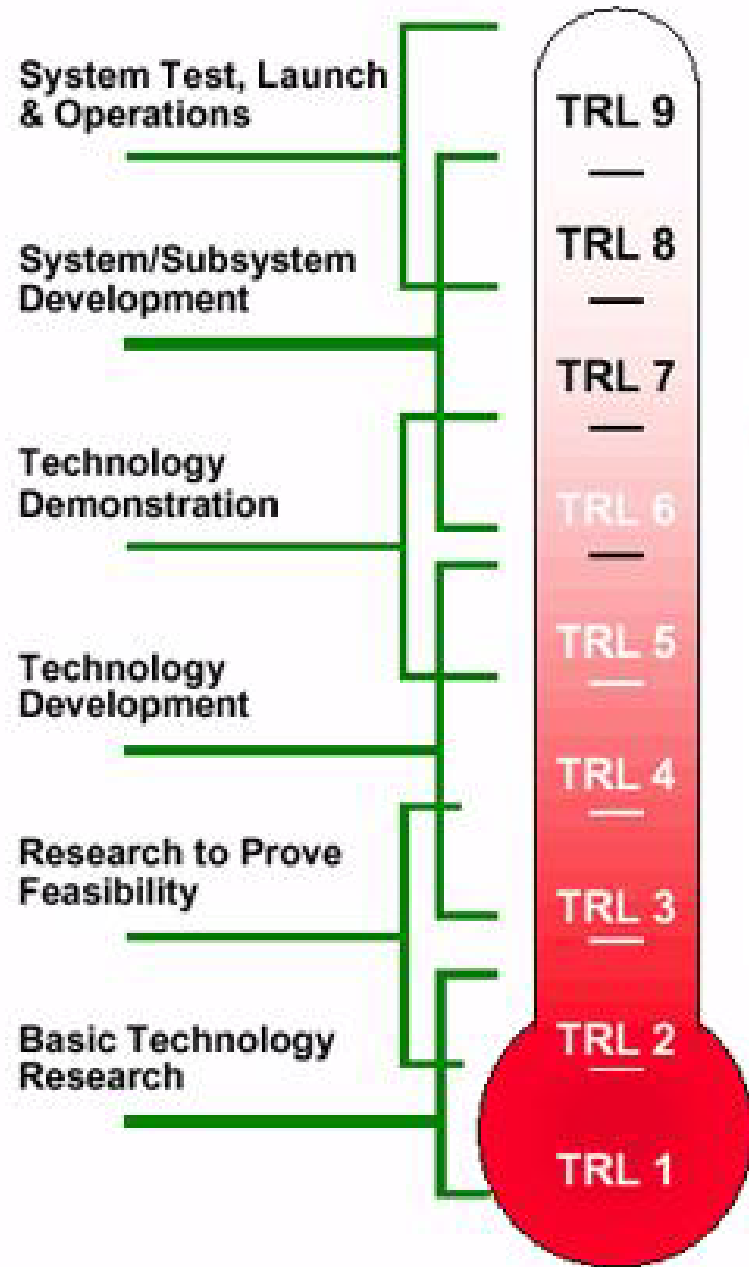 System Test, Launch
& Operations
System/Subsystem
Development
Technology
Demonstration
Technology
Development
Research to Prove
Feasibility
Basic Technology
Research
TRL 9
TRL 8
TRL 7
TRL 6
TRL 5
TRL 4
TRL 3
TRL 2
TRL 1